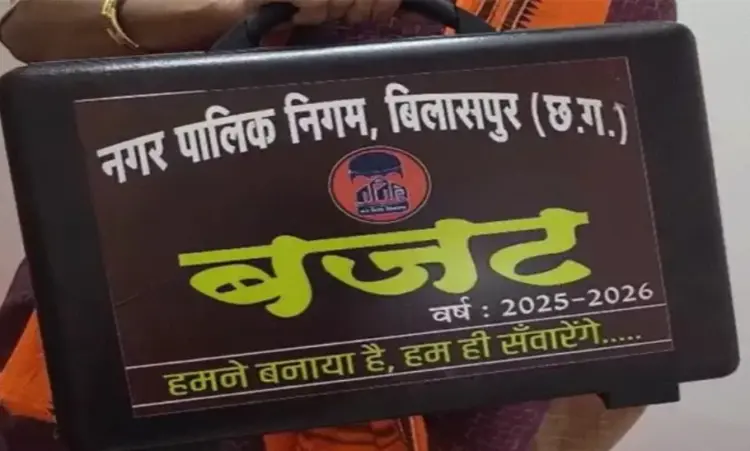 नगर पालिक निगम, बिलासपुर (छ.ग.)
बजट
वर्ष : 2025-2026
हमने बनाया है, हम ही सँवारेंगे.....